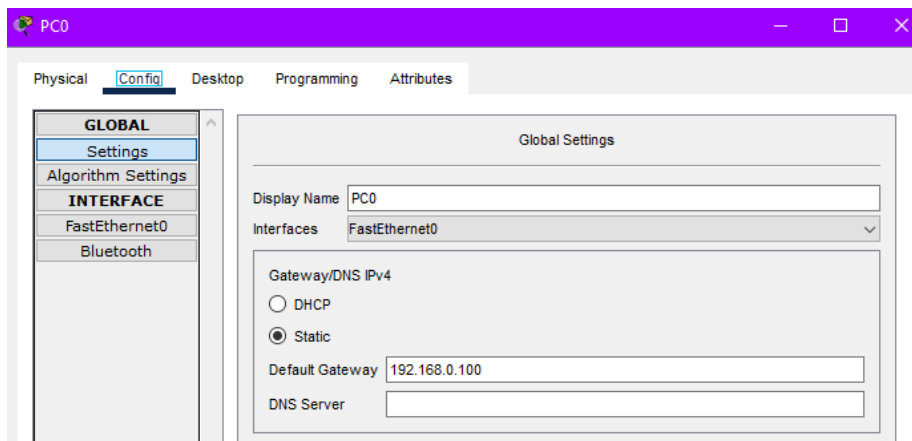 PC0
Physical Config Desktop Programming Attributes
GLOBAL
Settings
Algorithm Settings
INTERFACE
FastEthernet0
Bluetooth
Global Settings
Display Name PC0
Interfaces FastEthernet0
Gateway/DNS IPv4
DHCP
Static
Default Gateway 192.168.0.100
DNS Server